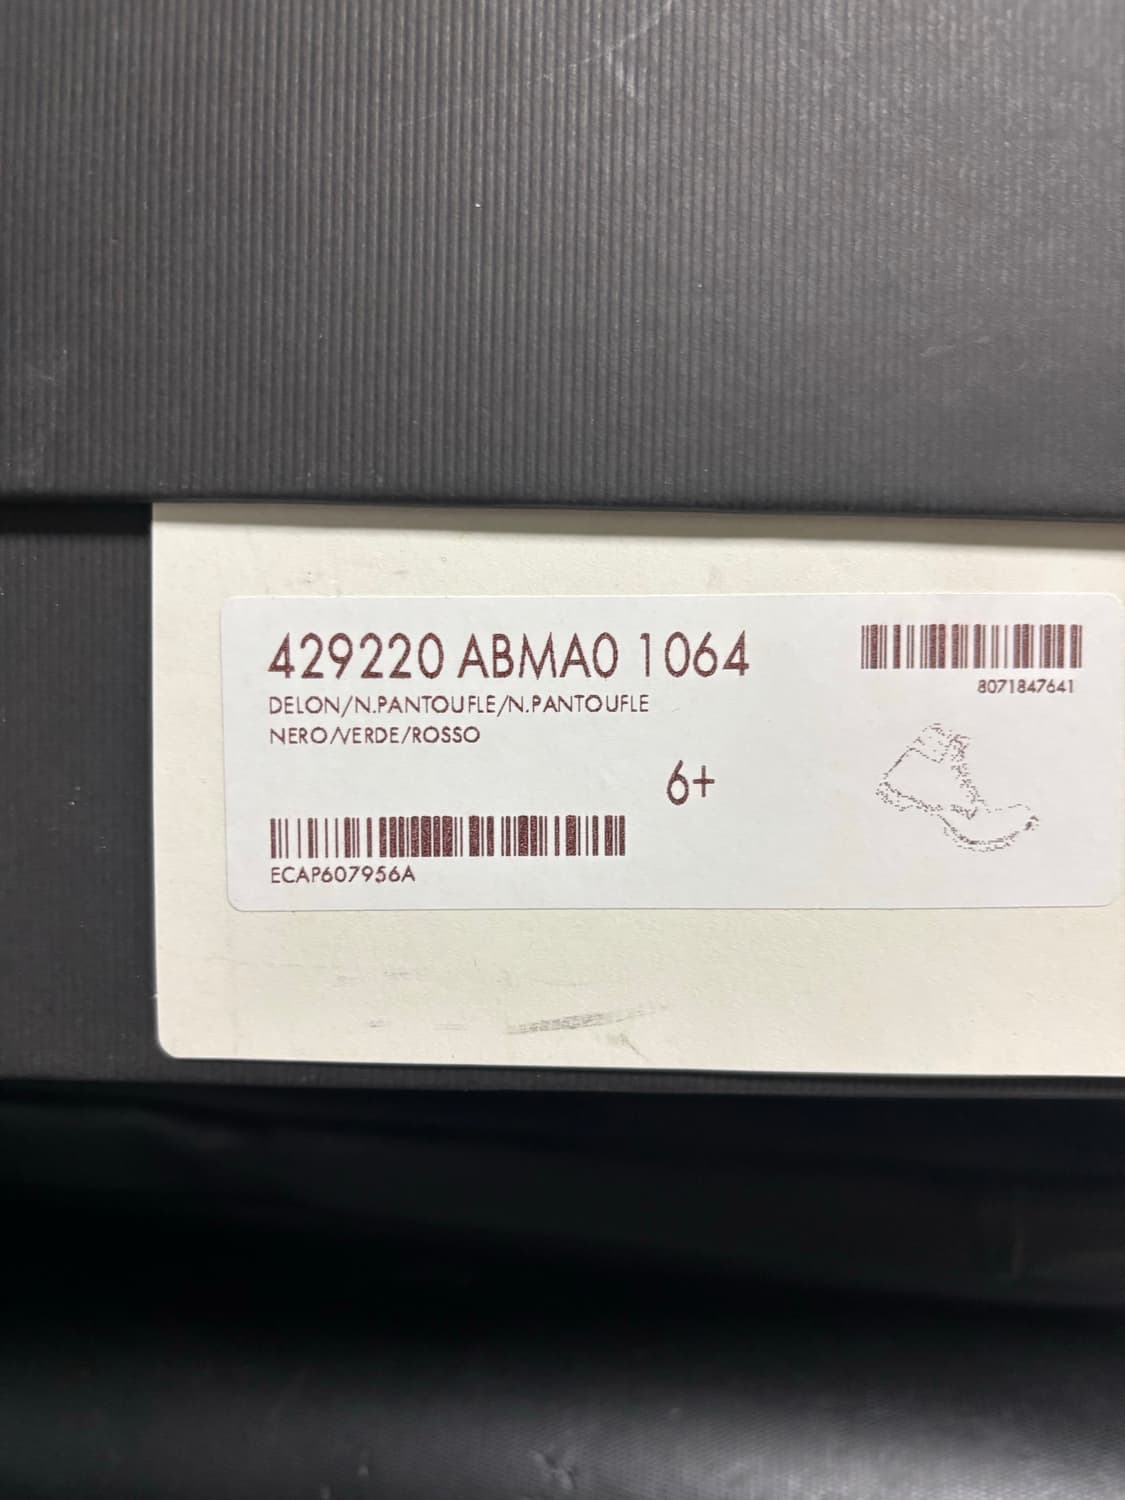 429220 ABMA0 1064
DELON/N.PANTOUFLE/N.PANTOUFLE
NERO/VERDE/ROSSO
6+
ECAP607956A
8071847641